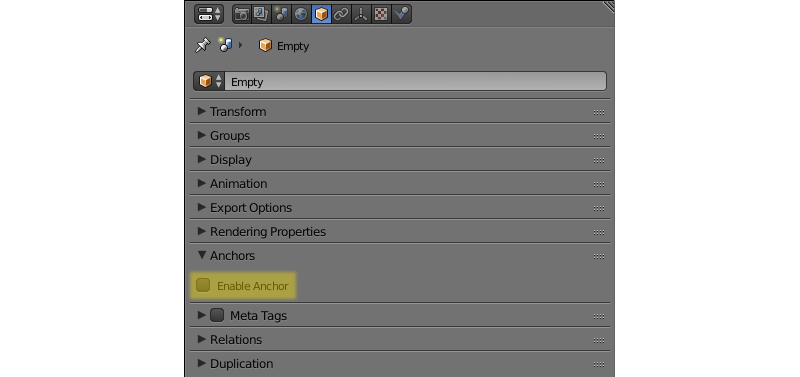 Empty
Empty
Transform
Groups
Display
Animation
Export Options
Rendering Properties
Anchors
Enable Anchor
Meta Tags
Relations
Duplication